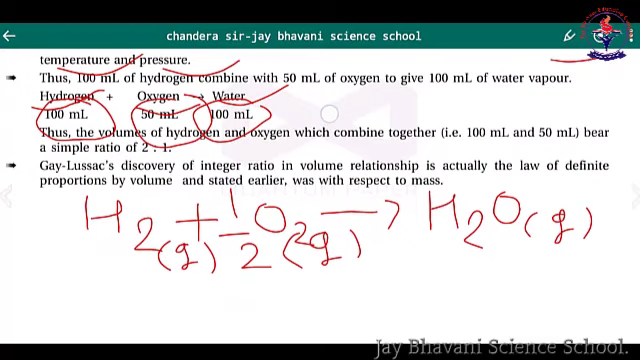 chandera sir-jay bhavani science school
temperature and pressure.
Thus, 100 mL of hydrogen combine with 50 mL of oxygen to give 100 mL of water vapour.
Hydrogen + Oxygen → Water
100 mL 50 mL 100 mL
Thus, the volumes of hydrogen and oxygen which combine together (i.e. 100 mL and 50 mL) bear
a simple ratio of 2 : 1.
Gay-Lussac's discovery of integer ratio in volume relationship is actually the law of definite
proportions by volume and stated earlier, was with respect to mass.
H2(g) + 1/2 O2(g) → H2O(g)
Jay Bhavani Science School.